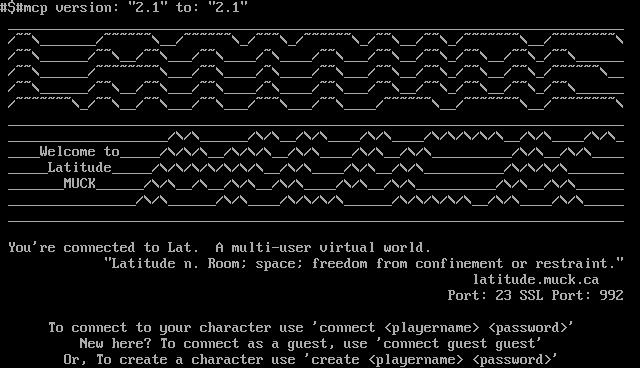 #$#mcp version: "2.1" to: "2.1"
Welcome to
Latitude
MUCK
You're connected to Lat.  A multi-user virtual world.
"Latitude n. Room; space; freedom from confinement or restraint."
latitude.muck.ca
Port: 23 SSL Port: 992
To connect to your character use 'connect <playername> <password>'
New here? To connect as a guest, use 'connect guest guest'
Or, To create a character use 'create <playername> <password>'